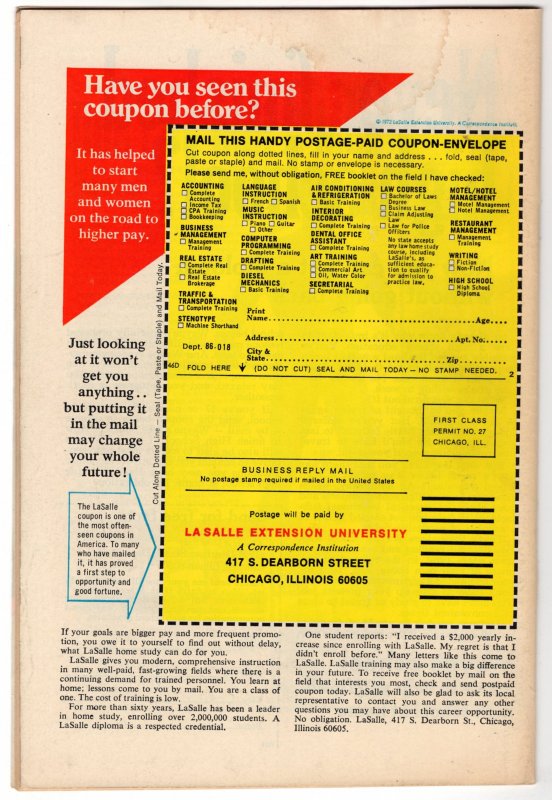 Have you seen this
coupon before?
© 1972 LaSalle Extension University. A Correspondence Institution
It has helped
to start
many men
and women
on the road to
higher pay.
MAIL THIS HANDY POSTAGE-PAID COUPON-ENVELOPE
Cut coupon along dotted lines, fill in your name and address . . . fold, seal (tape,
paste or staple) and mail. No stamp or envelope is necessary.
Please send me, without obligation, FREE booklet on the field I have checked:
ACCOUNTING
Complete
Accounting
Income Tax
CPA Training
Bookkeeping
BUSINESS
MANAGEMENT
Management
Training
REAL ESTATE
Complete Real
Estate
Real Estate
Brokerage
TRAFFIC &
TRANSPORTATION
Complete Training
STENOTYPE
Machine Shorthand
LANGUAGE
INSTRUCTION
French Spanish
MUSIC
INSTRUCTION
Piano Guitar
Other
COMPUTER
PROGRAMMING
Complete Training
DRAFTING
Complete Training
DIESEL
MECHANICS
Basic Training
AIR CONDITIONING
& REFRIGERATION
Basic Training
INTERIOR
DECORATING
Complete Training
DENTAL OFFICE
ASSISTANT
Complete Training
ART TRAINING
Complete Training
Commercial Art
Oil, Water Color
SECRETARIAL
Complete Training
LAW COURSES
Bachelor of Laws
Degree
Business Law
Claim Adjusting
Law
Law for Police
Officers
No state accepts
any law home study
course, including
LaSalle's, as
sufficient educa-
tion to qualify
for admission to
practice law.
MOTEL/HOTEL
MANAGEMENT
Motel Management
Hotel Management
RESTAURANT
MANAGEMENT
WRITING
Fiction
Non-Fiction
HIGH SCHOOL
High School
Diploma
Print
Name Age
Address Apt. No.
Dept. 86-018
City &
State Zip
66D FOLD HERE (DO NOT CUT) SEAL AND MAIL TODAY — NO STAMP NEEDED. 2
Cut Along Dotted Line — Seal (Tape, Paste or Staple) and Mail Today.
Just looking
at it won't
get you
anything . .
but putting it
in the mail
may change
your whole
future !
The LaSalle
coupon is one of
the most often-
seen coupons in
America. To many
who have mailed
it, it has proved
a first step to
opportunity and
good fortune.
FIRST CLASS
PERMIT NO. 27
CHICAGO, ILL.
BUSINESS REPLY MAIL
No postage stamp required if mailed in the United States
Postage will be paid by
LA SALLE EXTENSION UNIVERSITY
A Correspondence Institution
417 S. DEARBORN STREET
CHICAGO, ILLINOIS 60605
If your goals are bigger pay and more frequent promo-
tion, you owe it to yourself to find out without delay,
what LaSalle home study can do for you.
LaSalle gives you modern, comprehensive instruction
in many well-paid, fast-growing fields where there is a
continuing demand for trained personnel. You learn at
home; lessons come to you by mail. You are a class of
one. The cost of training is low.
For more than sixty years, LaSalle has been a leader
in home study, enrolling over 2,000,000 students. A
LaSalle diploma is a respected credential.
One student reports: "I received a $2,000 yearly in-
crease since enrolling with LaSalle. My regret is that I
didn't enroll before." Many letters like this come to
LaSalle. LaSalle training may also make a big difference
in your future. To receive free booklet by mail on the
field that interests you most, check and send postpaid
coupon today. LaSalle will also be glad to ask its local
representative to contact you and answer any other
questions you may have about this career opportunity.
No obligation. LaSalle, 417 S. Dearborn St., Chicago,
Illinois 60605.